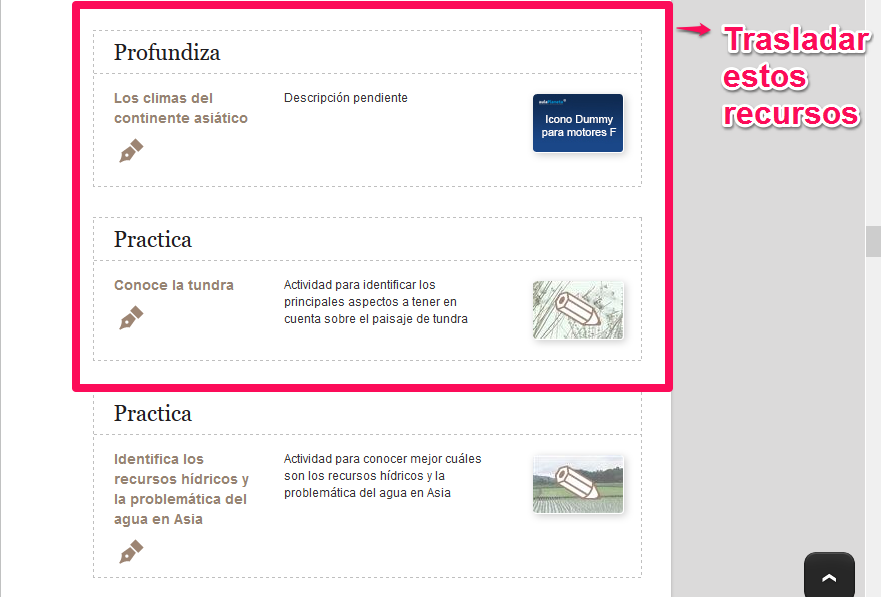 Profundiza
Los climas del
continente asiático
Descripción pendiente
aulaPlaneta
Icono Dummy
para motores F
Trasladar
estos
recursos
Practica
Conoce la tundra
Actividad para identificar los
principales aspectos a tener en
cuenta sobre el paisaje de tundra
Practica
Identifica los
recursos hídricos y
la problemática del
agua en Asia
Actividad para conocer mejor cuáles
son los recursos hídricos y la
problemática del agua en Asia